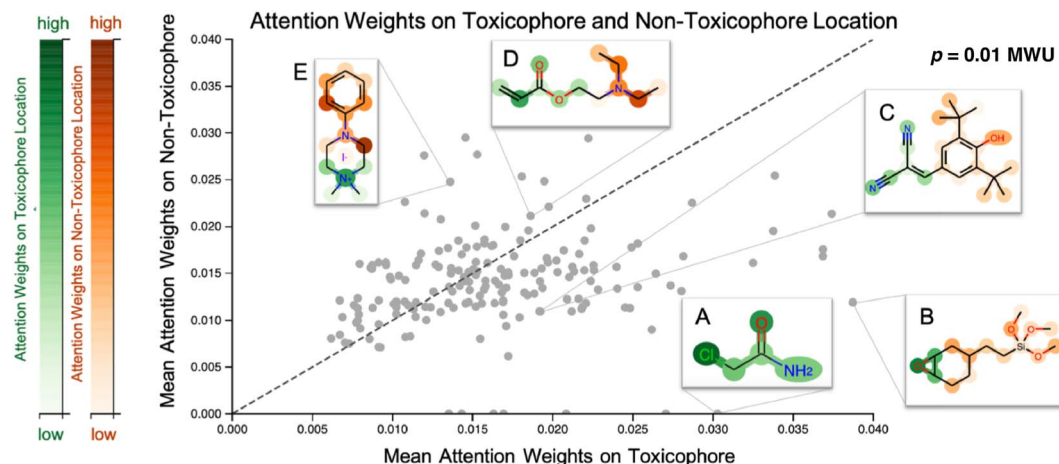 Attention Weights on Toxicophore and Non-Toxicophore Location
p = 0.01 MWU
high
high
low
low
Attention Weights on Toxicophore Location
Attention Weights on Non-Toxicophore Location
Mean Attention Weights on Non-Toxicophore
0.040
0.035
0.030
0.025
0.020
0.015
0.010
0.005
0.000
E
N
I-
N+
D
O
O
N
C
N
N
OH
A
Cl
O
NH2
B
O
O
O
Si
O
0.000
0.005
0.010
0.015
0.020
0.025
0.030
0.035
0.040
Mean Attention Weights on Toxicophore